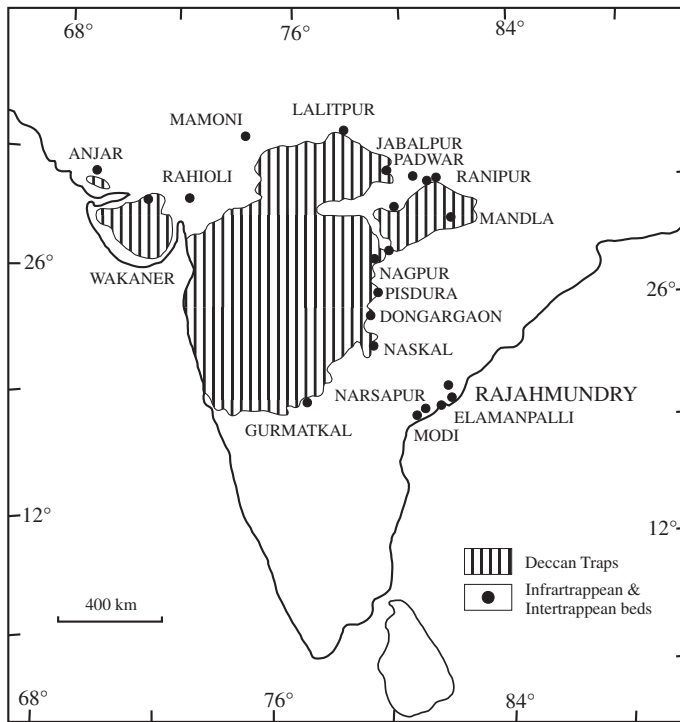 68° 76° 84°
LALITPUR
MAMONI
JABALPUR
ANJAR
PADWAR
RAHIOLI
RANIPUR
MANDLA
26°
WAKANER
NAGPUR
26°
PISDURA
DONGARGAON
NASKAL
NARSAPUR
RAJAHMUNDRY
ELAMANPALLI
GURMATKAL
MODI
12°
12°
Deccan Traps
Infrartrappean &
Intertrappean beds
400 km
68° 76° 84°